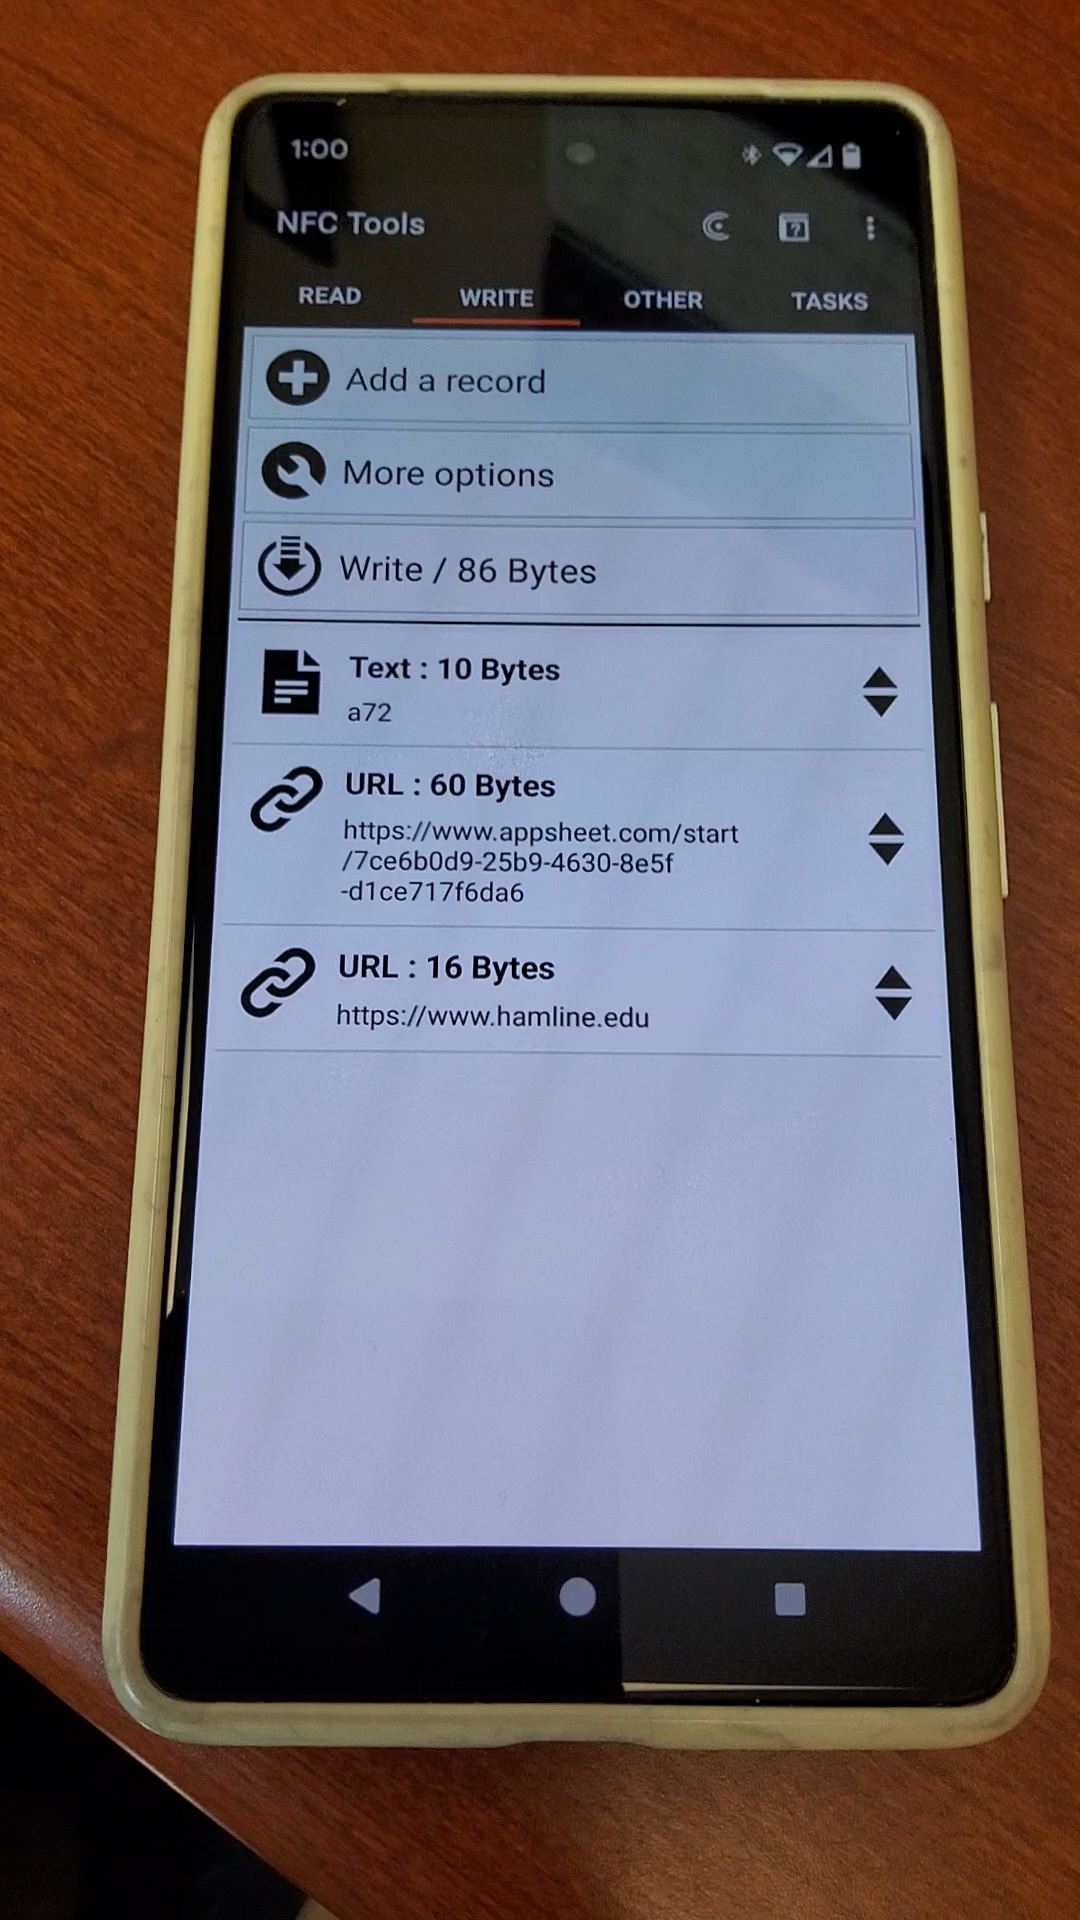 1:00
NFC Tools
READ WRITE OTHER TASKS
Add a record
More options
Write / 86 Bytes
Text : 10 Bytes
a72
URL : 60 Bytes
https://www.appsheet.com/start
/7ce6b0d9-25b9-4630-8e5f
-d1ce717f6da6
URL : 16 Bytes
https://www.hamline.edu